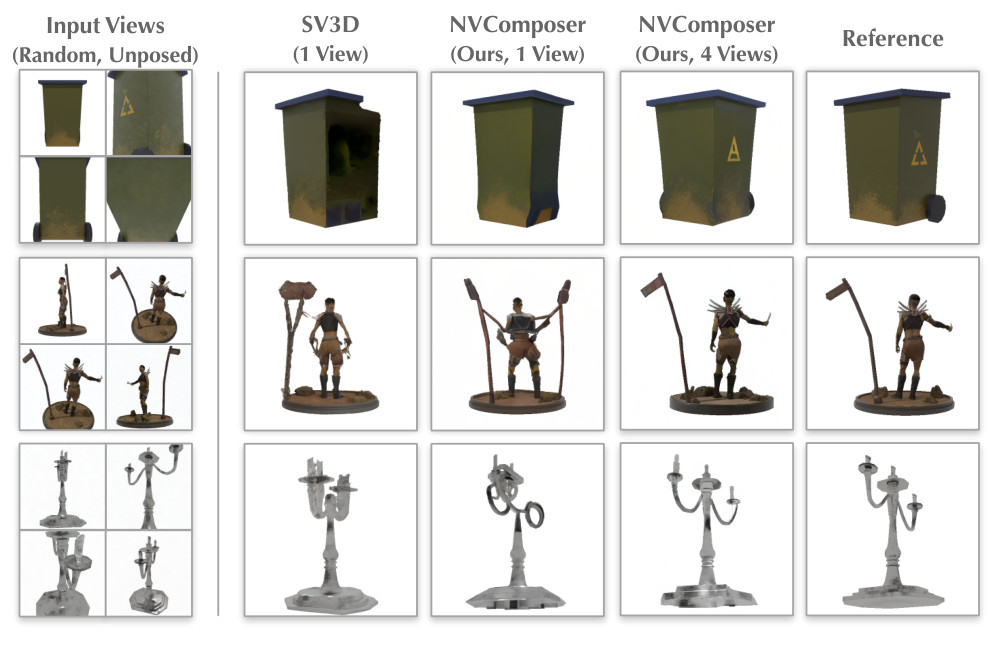 Input Views
(Random, Unposed)
SV3D
(1 View)
NVComposer
(Ours, 1 View)
NVComposer
(Ours, 4 Views)
Reference